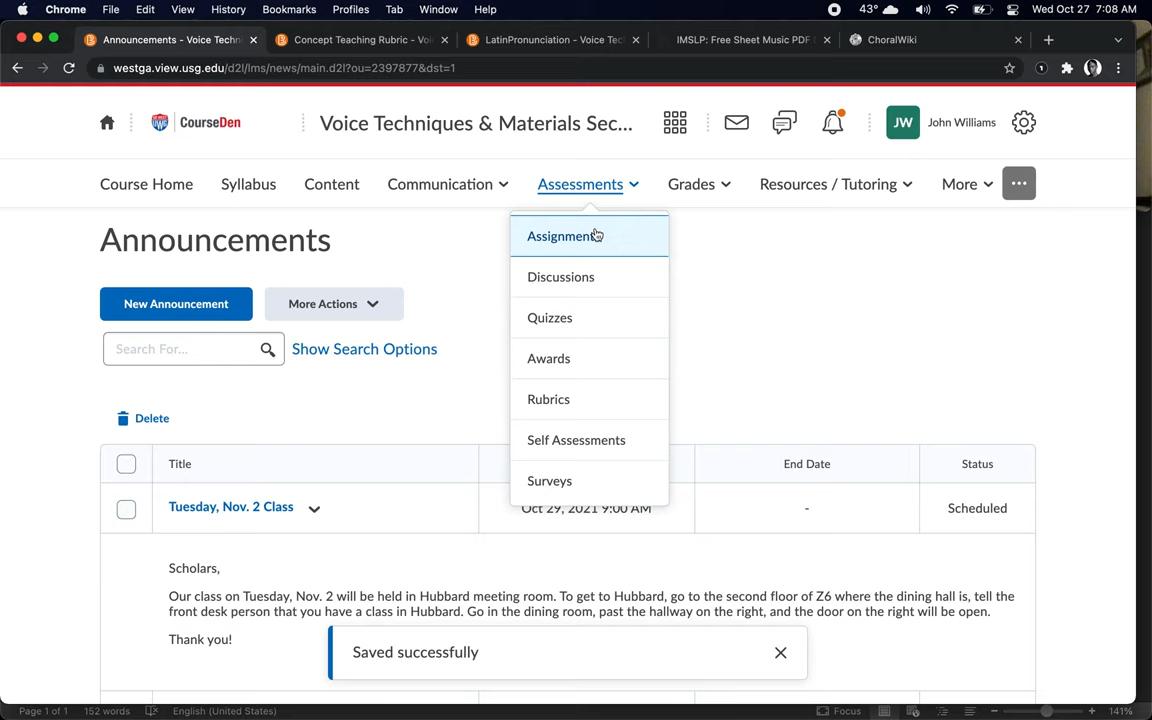 Chrome File Edit View History Bookmarks Profiles Tab Window Help 43° Wed Oct 27 7:08 AM
Announcements - Voice Techni Concept Teaching Rubric - Voi LatinPronunciation - Voice Tec IMSLP: Free Sheet Music PDF ChoralWiki
westga.view.usg.edu/d2l/lms/news/main.d2l?ou=2397877&dst=1
CourseDen Voice Techniques & Materials Sec... JW John Williams
Course Home Syllabus Content Communication Assessments Grades Resources / Tutoring More
Announcements
Assignments
Discussions
Quizzes
Awards
Rubrics
Self Assessments
Surveys
New Announcement More Actions
Search For... Show Search Options
Delete
Title End Date Status
Tuesday, Nov. 2 Class Oct 29, 2021 9:00 AM - Scheduled
Scholars,
Our class on Tuesday, Nov. 2 will be held in Hubbard meeting room. To get to Hubbard, go to the second floor of Z6 where the dining hall is, tell the
front desk person that you have a class in Hubbard. Go in the dining room, past the hallway on the right, and the door on the right will be open.
Thank you!
Saved successfully
Page 1 of 1 152 words English (United States) Focus 141%